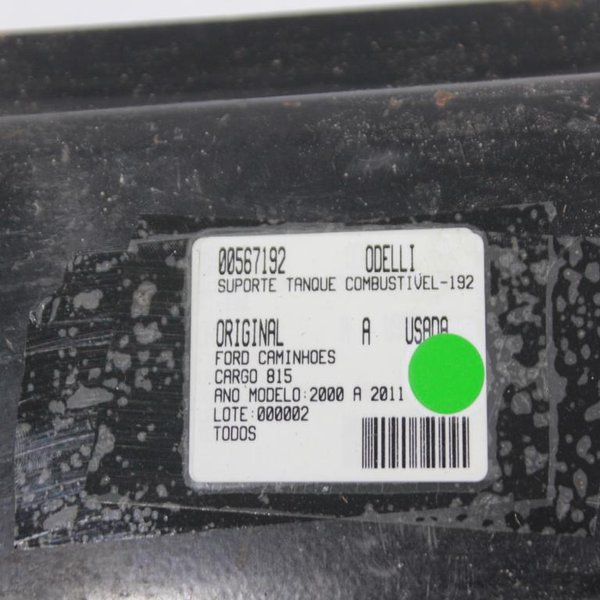 00567192 ODELLI
SUPORTE TANQUE COMBUSTIVEL-192
ORIGINAL A USADA
FORD CAMINHOES
CARGO 815
ANO MODELO:2000 A 2011
LOTE:000002
TODOS